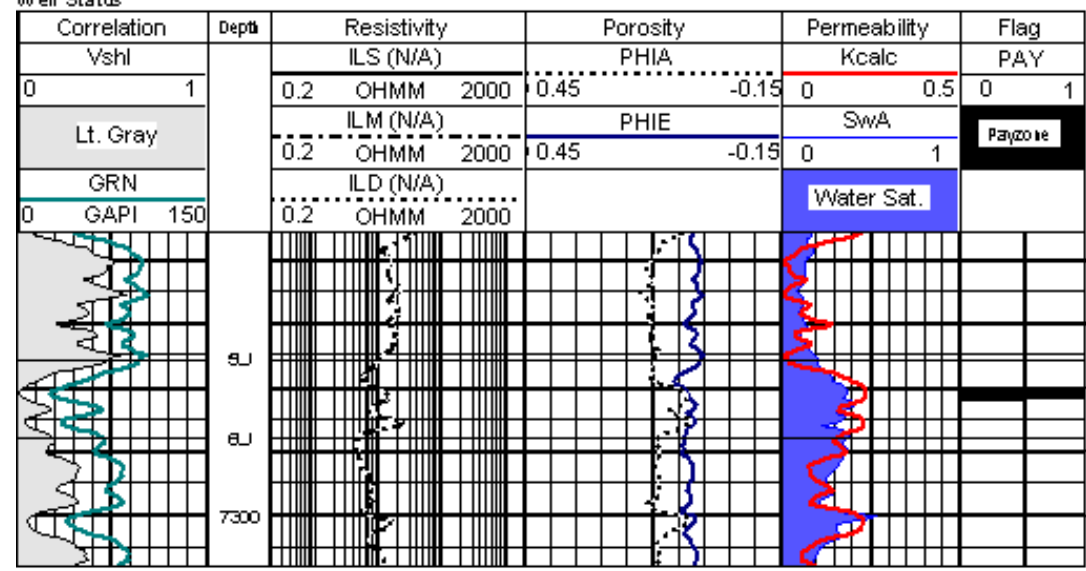 Well Status
Correlation Depth Resistivity Porosity Permeability Flag
Vshl ILS (N/A) PHIA Kcalc PAY
0 1 0.2 OHMM 2000 0.45 -0.15 0 0.5 0 1
Lt. Gray ILM (N/A) PHIE SwA Payzone
0.2 OHMM 2000 0.45 -0.15 0 1
GRN ILD (N/A) Water Sat.
0 GAPI 150 0.2 OHMM 2000
7300